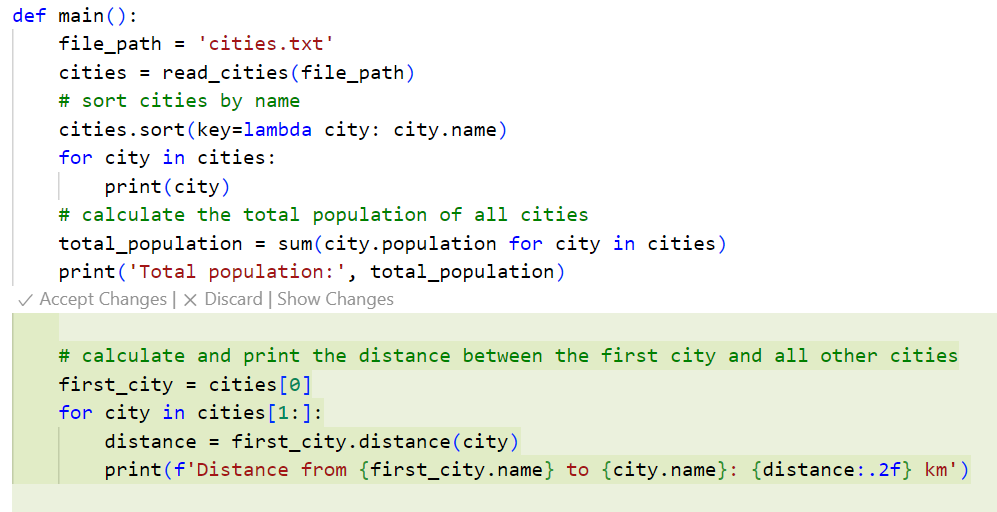 def main():
    file_path = 'cities.txt'
    cities = read_cities(file_path)
    # sort cities by name
    cities.sort(key=lambda city: city.name)
    for city in cities:
        print(city)
    # calculate the total population of all cities
    total_population = sum(city.population for city in cities)
    print('Total population:', total_population)
✓ Accept Changes | ✕ Discard | Show Changes
    # calculate and print the distance between the first city and all other cities
    first_city = cities[0]
    for city in cities[1:]:
        distance = first_city.distance(city)
        print(f'Distance from {first_city.name} to {city.name}: {distance:.2f} km')